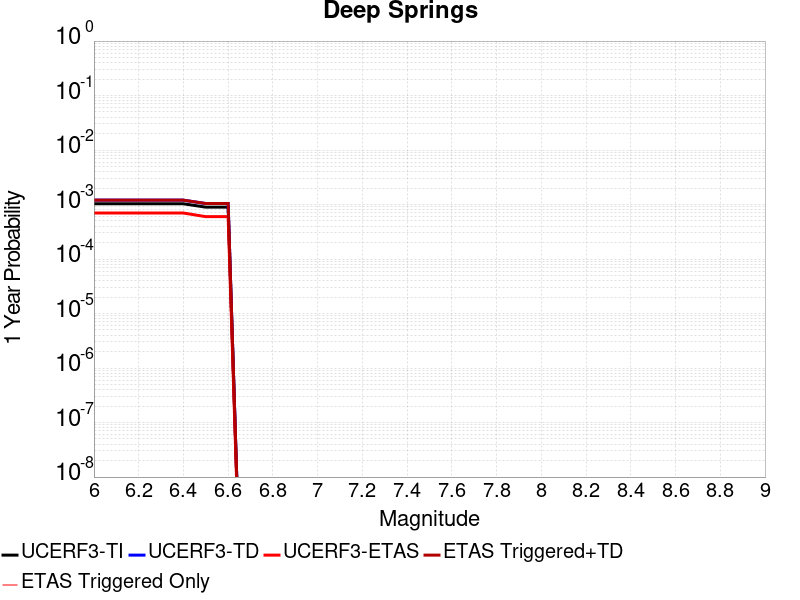 Deep Springs
10^0
10^-1
10^-2
10^-3
10^-4
10^-5
10^-6
10^-7
10^-8
1 Year Probability
6 6.2 6.4 6.6 6.8 7 7.2 7.4 7.6 7.8 8 8.2 8.4 8.6 8.8 9
Magnitude
UCERF3-TI UCERF3-TD UCERF3-ETAS ETAS Triggered+TD
ETAS Triggered Only